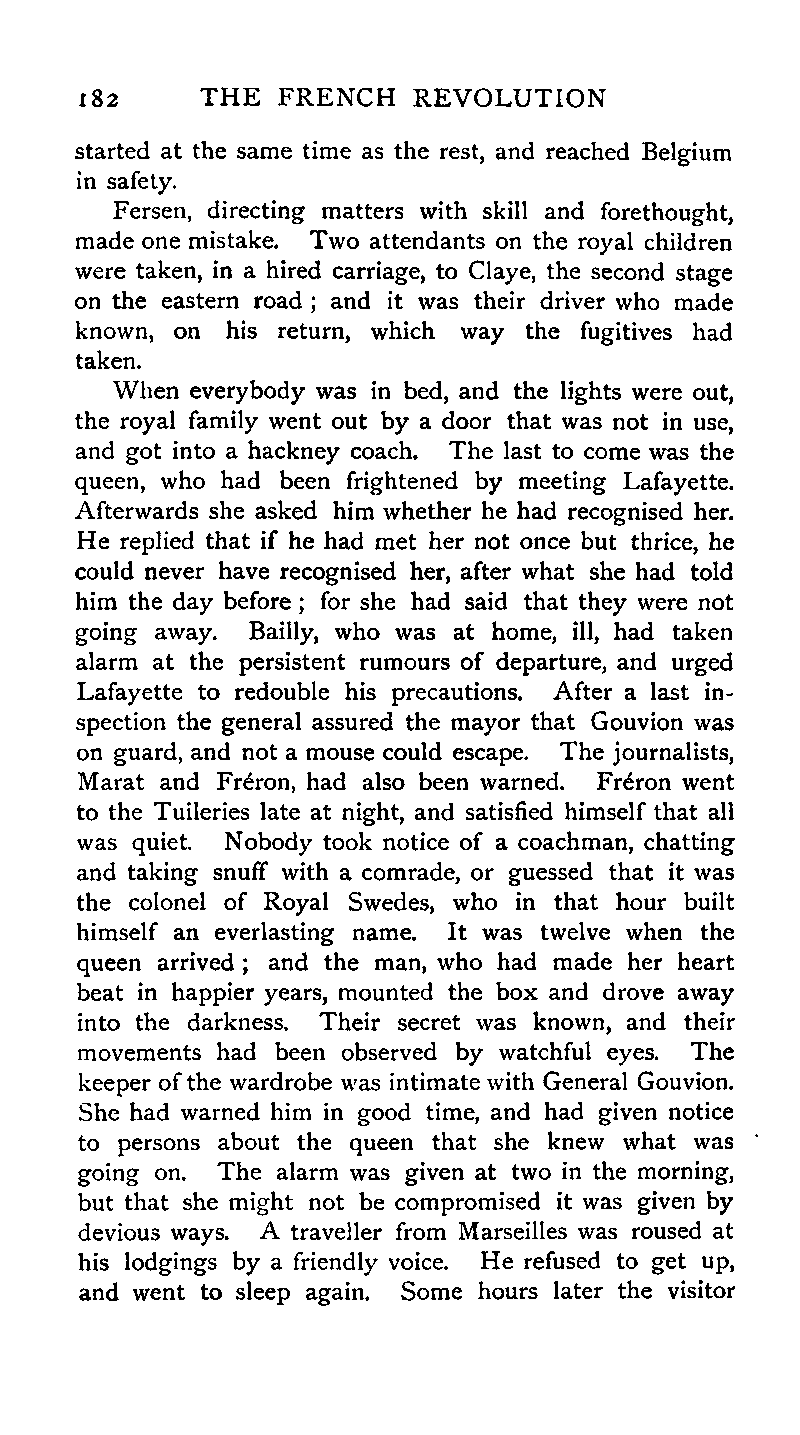 182 THE FRENCH REVOLUTION
started at the same time as the rest, and reached Belgium
in safety.
Fersen, directing matters with skill and forethought,
made one mistake. Two attendants on the royal children
were taken, in a hired carriage, to Claye, the second stage
on the eastern road ; and it was their driver who made
known, on his return, which way the fugitives had
taken.
When everybody was in bed, and the lights were out,
the royal family went out by a door that was not in use,
and got into a hackney coach. The last to come was the
queen, who had been frightened by meeting Lafayette.
Afterwards she asked him whether he had recognised her.
He replied that if he had met her not once but thrice, he
could never have recognised her, after what she had told
him the day before ; for she had said that they were not
going away. Bailly, who was at home, ill, had taken
alarm at the persistent rumours of departure, and urged
Lafayette to redouble his precautions. After a last in-
spection the general assured the mayor that Gouvion was
on guard, and not a mouse could escape. The journalists,
Marat and Fréron, had also been warned. Fréron went
to the Tuileries late at night, and satisfied himself that all
was quiet. Nobody took notice of a coachman, chatting
and taking snuff with a comrade, or guessed that it was
the colonel of Royal Swedes, who in that hour built
himself an everlasting name. It was twelve when the
queen arrived ; and the man, who had made her heart
beat in happier years, mounted the box and drove away
into the darkness. Their secret was known, and their
movements had been observed by watchful eyes. The
keeper of the wardrobe was intimate with General Gouvion.
She had warned him in good time, and had given notice
to persons about the queen that she knew what was
going on. The alarm was given at two in the morning,
but that she might not be compromised it was given by
devious ways. A traveller from Marseilles was roused at
his lodgings by a friendly voice. He refused to get up,
and went to sleep again. Some hours later the visitor